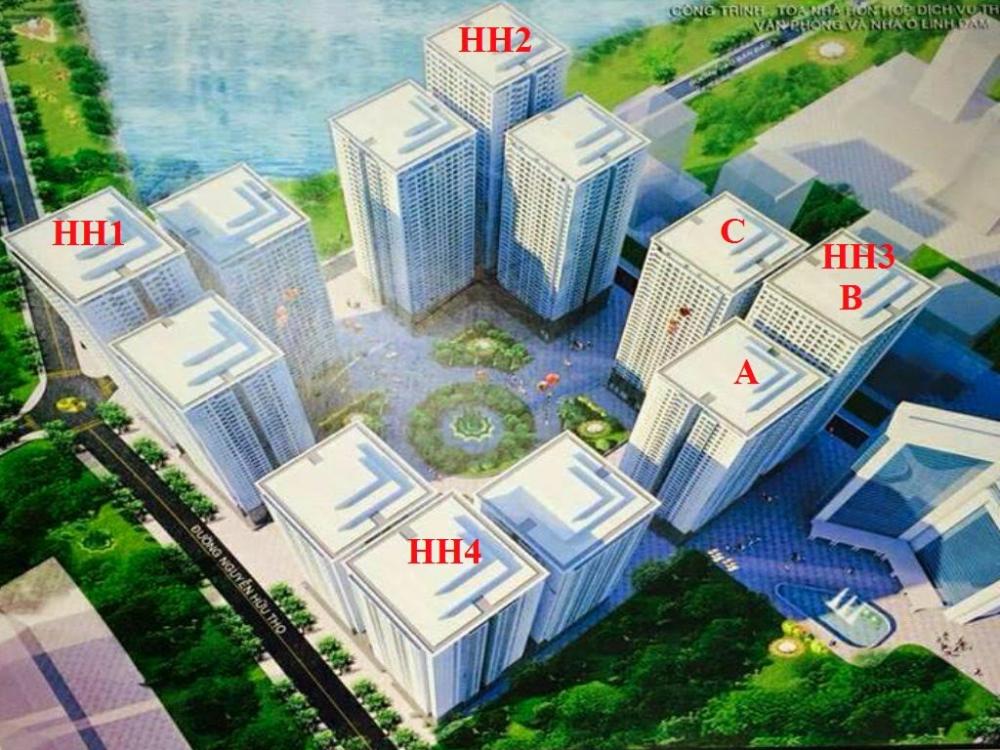 CÔNG TRÌNH : TOÀ NHÀ HỖN HỢP DỊCH VỤ TH
VĂN PHÒNG VÀ NHÀ Ở LINH ĐÀM
HH2
HH1
C
HH3
B
A
HH4
ĐƯỜNG NGUYỄN HỮU THỌ